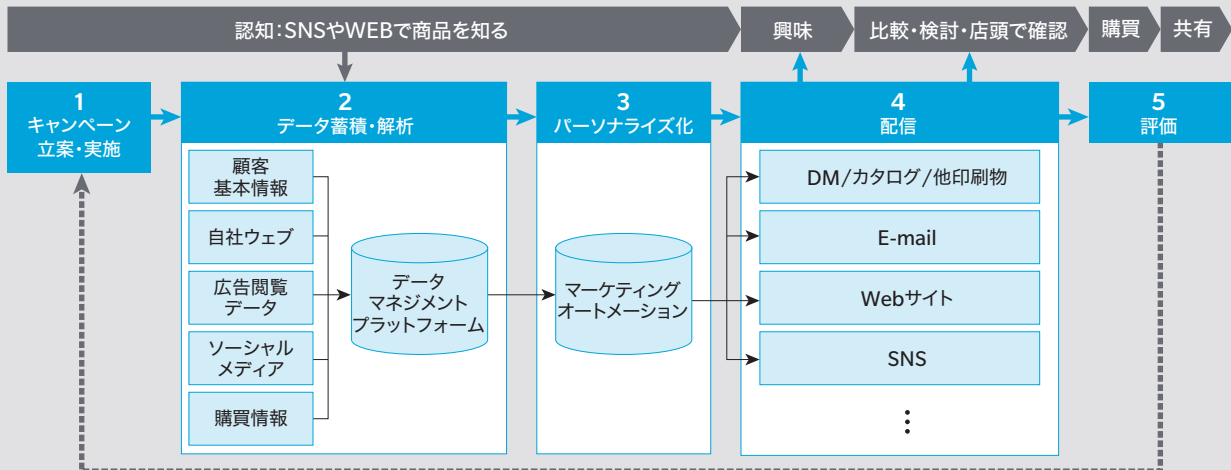 認知:SNSやWEBで商品を知る
興味
比較・検討・店頭で確認
購買
共有
1
キャンペーン
立案・実施
2
データ蓄積・解析
3
パーソナライズ化
4
配信
5
評価
顧客
基本情報
自社ウェブ
広告閲覧
データ
ソーシャル
メディア
購買情報
データ
マネジメント
プラットフォーム
マーケティング
オートメーション
DM/カタログ/他印刷物
E-mail
Webサイト
SNS
⋮